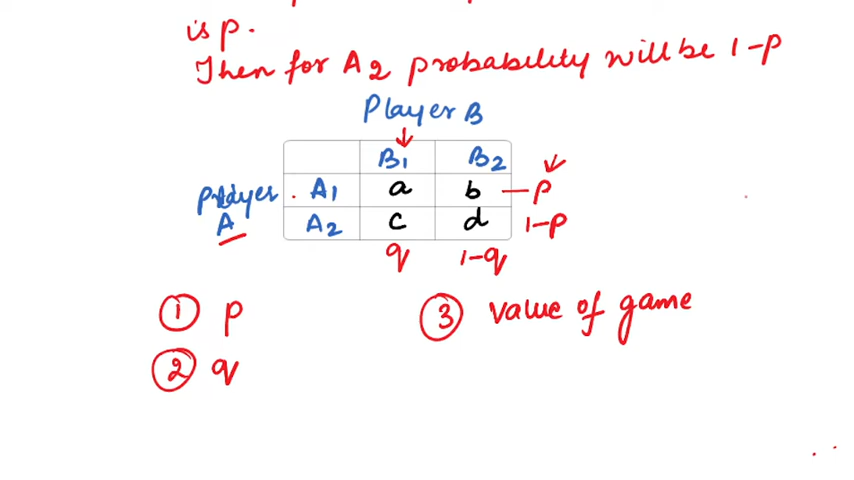 is p.
Then for A2 probability will be 1-p
Player B
B1 B2
Player A1 a b — p
A A2 c d 1-p
q 1-q
① p ③ value of game
② q